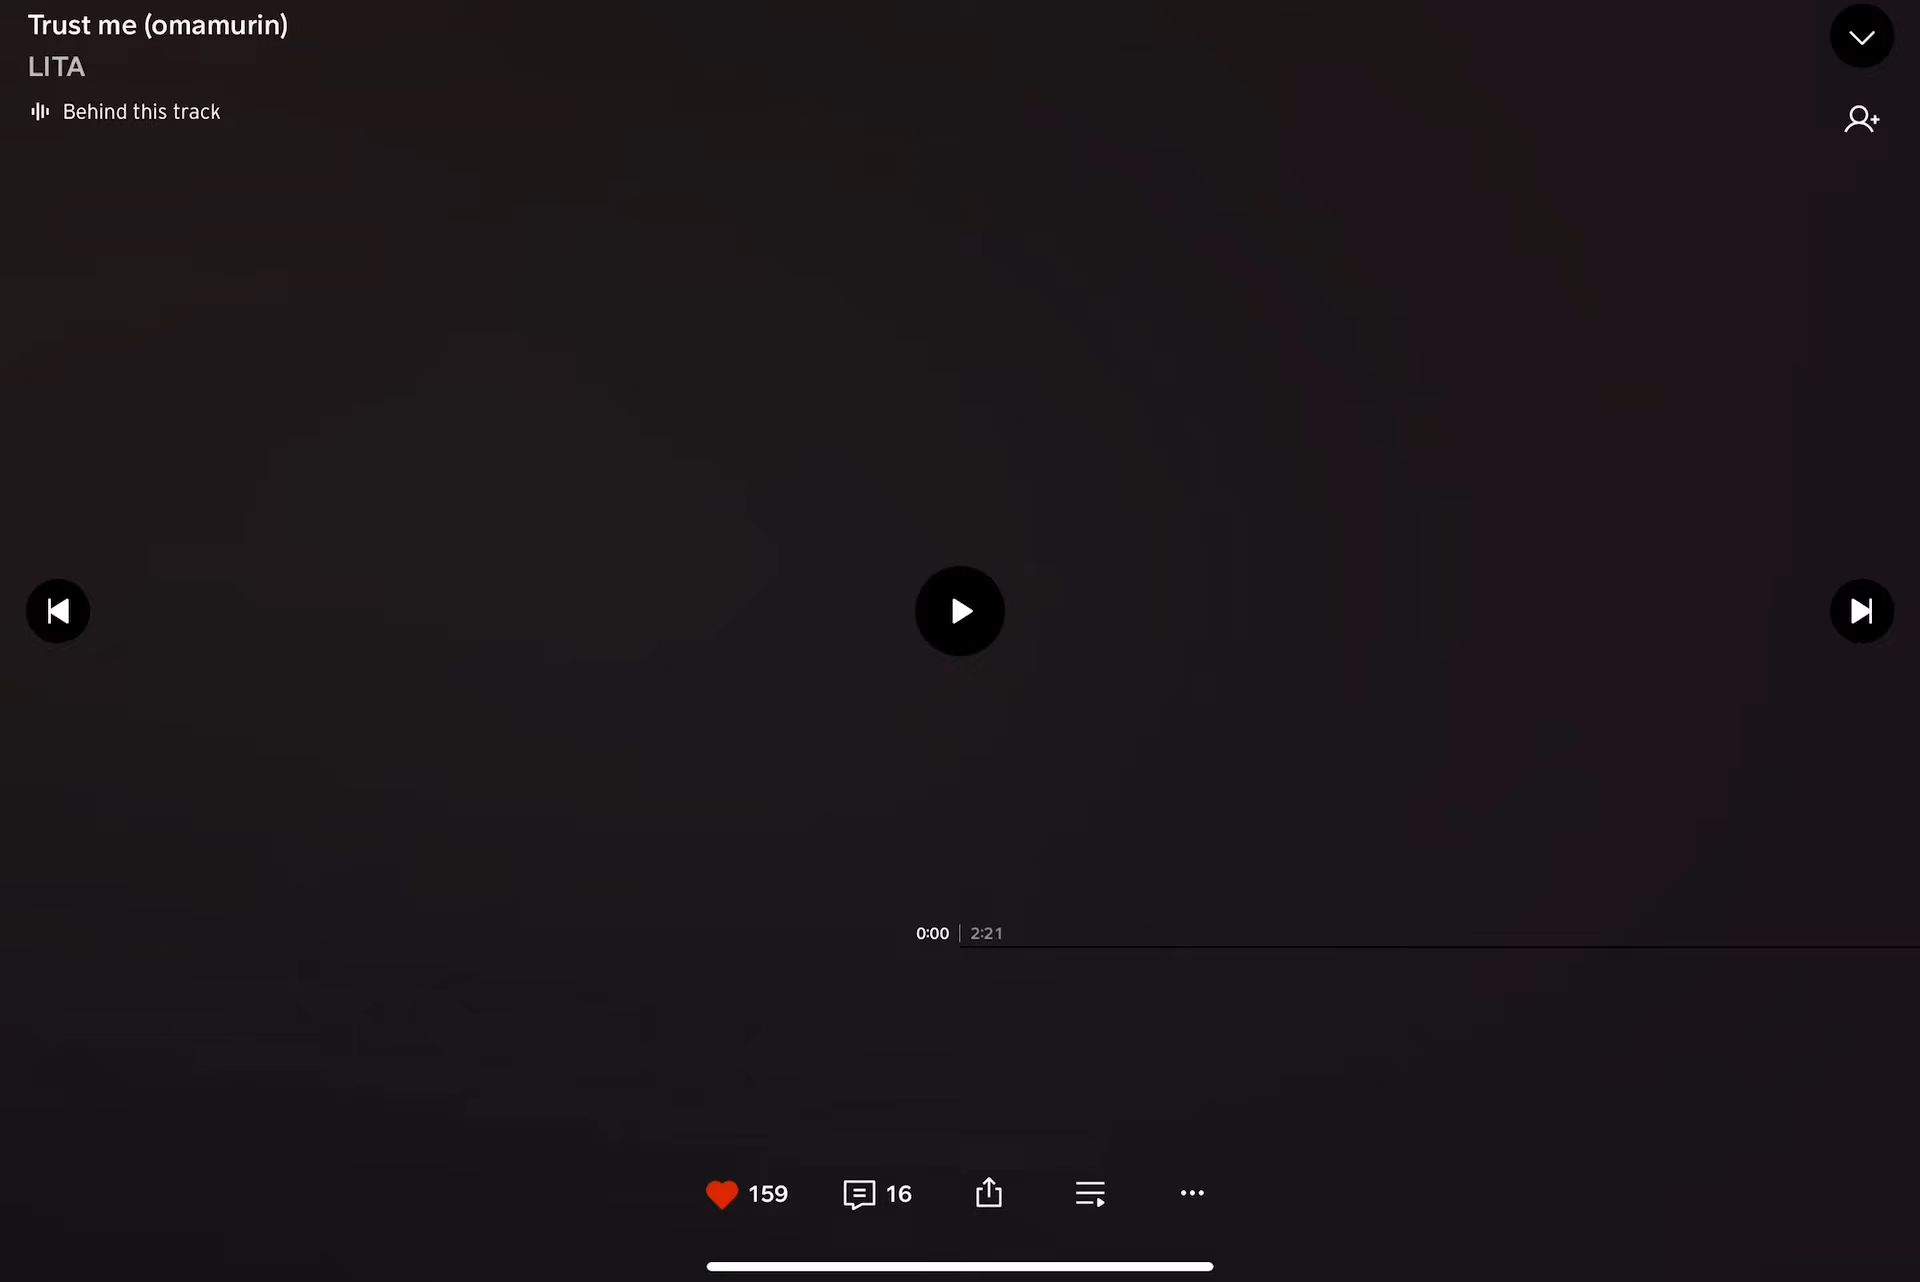 Trust me (omamurin)
LITA
Behind this track
0:00 2:21
159 16